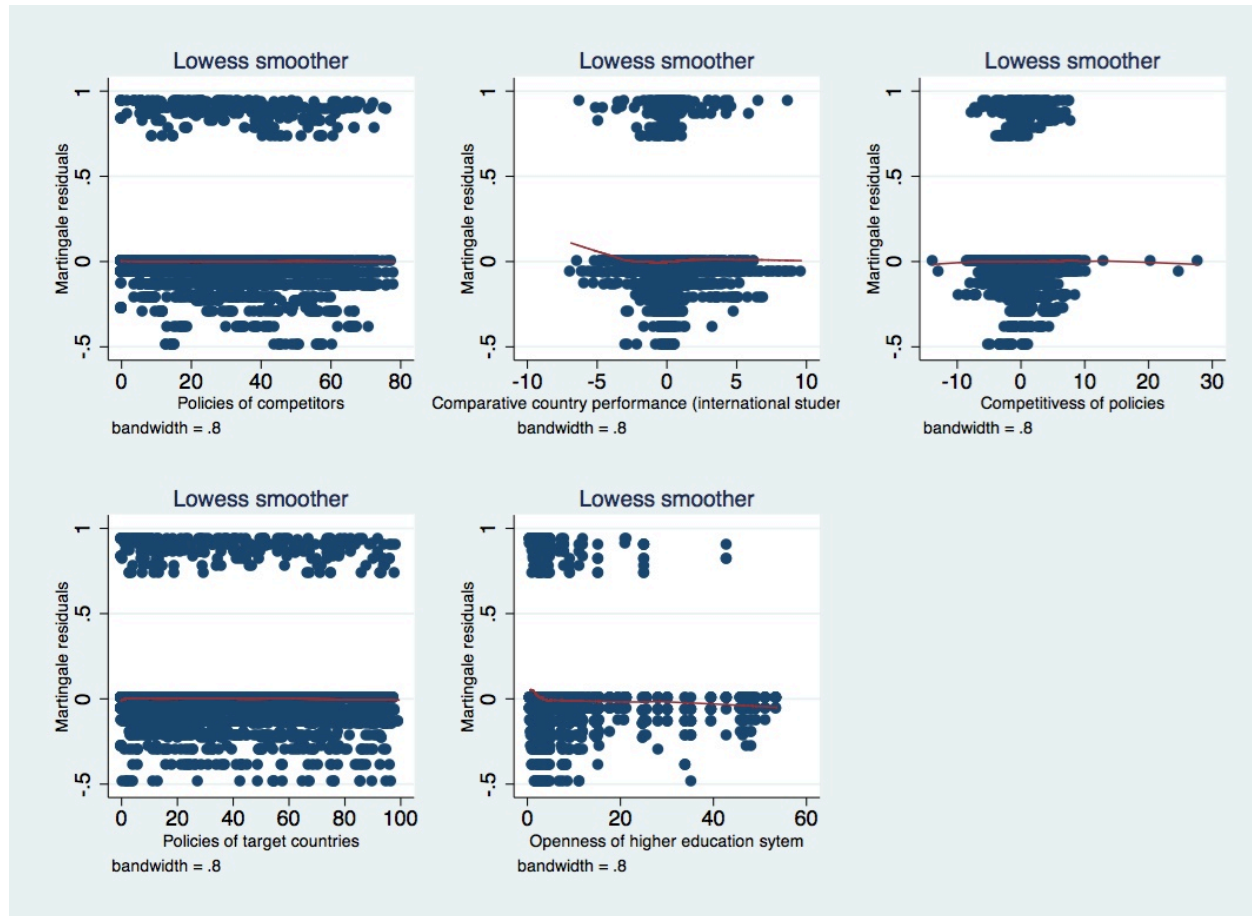 Lowess smoother
Martingale residuals
1
.5
0
-.5
0 20 40 60 80
Policies of competitors
bandwidth = .8
Lowess smoother
Martingale residuals
1
.5
0
-.5
-10 -5 0 5 10
Comparative country performance (international studer
bandwidth = .8
Lowess smoother
Martingale residuals
1
.5
0
-.5
-10 0 10 20 30
Competitivess of policies
bandwidth = .8
Lowess smoother
Martingale residuals
1
.5
0
-.5
0 20 40 60 80 100
Policies of target countries
bandwidth = .8
Lowess smoother
Martingale residuals
1
.5
0
-.5
0 20 40 60
Openness of higher education sytem
bandwidth = .8